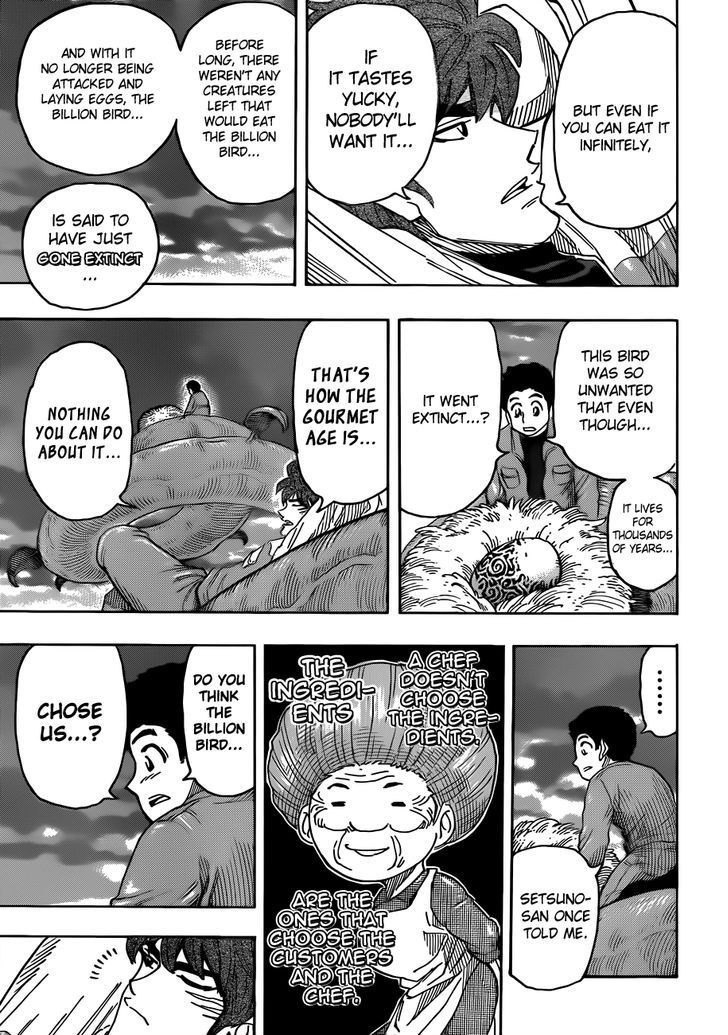 BUT EVEN IF
YOU CAN EAT IT
INFINITELY,
IF
IT TASTES
YUCKY,
NOBODY'LL
WANT IT...
BEFORE
LONG, THERE
WEREN'T ANY
CREATURES
LEFT THAT
WOULD EAT
THE BILLION
BIRD...
AND WITH IT
NO LONGER BEING
ATTACKED AND
LAYING EGGS, THE
BILLION BIRD...
IS SAID TO
HAVE JUST
GONE EXTINCT
...
THIS BIRD
WAS SO
UNWANTED
THAT EVEN
THOUGH...
IT LIVES
FOR
THOUSANDS
OF YEARS...
IT WENT
EXTINCT...?
THAT'S
HOW THE
GOURMET
AGE IS...
NOTHING
YOU CAN DO
ABOUT IT...
......
SETSUNO-
SAN ONCE
TOLD ME.
A CHEF
DOESN'T
CHOOSE
THE INGRE-
DIENTS.
THE
INGREDI-
ENTS
ARE THE
ONES THAT
CHOOSE THE
CUSTOMERS
AND THE
CHEF.
DO YOU
THINK
THE
BILLION
BIRD...
CHOSE
US...?